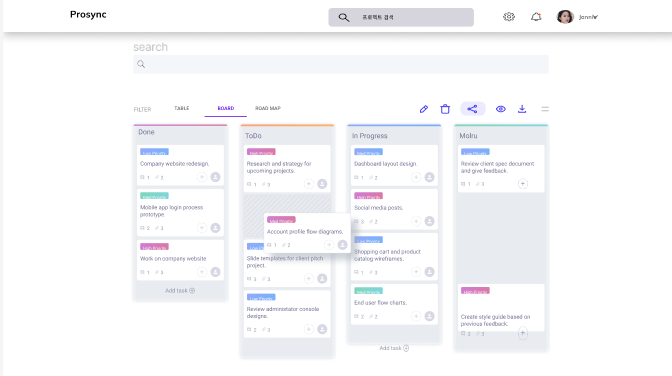 Prosync
프로젝트 검색
search
FILTER
TABLE
BOARD
ROAD MAP
Done
Low Priority
Company website redesign.
1 2
Med Priority
Mobile app login process
prototype
2 3
High Priority
Work on company website
1 3
Add task
ToDo
High Priority
Research and strategy for
upcoming projects.
1 3
High Priority
Account profile flow diagrams.
1 2
Low Priority
Slide templates for client pitch
project.
3 3
Low Priority
Review administrator console
designs.
2 3
In Progress
Low Priority
Dashboard layout design.
1 2
High Priority
Social media posts.
3 2
Low Priority
Shopping cart and product
catalog wireframes.
1 3
Med Priority
End user flow charts.
2 2
Add task
Molru
Low Priority
Review client spec document
and give feedback.
1 3
High Priority
Create style guide based on
previous feedback.
2 3